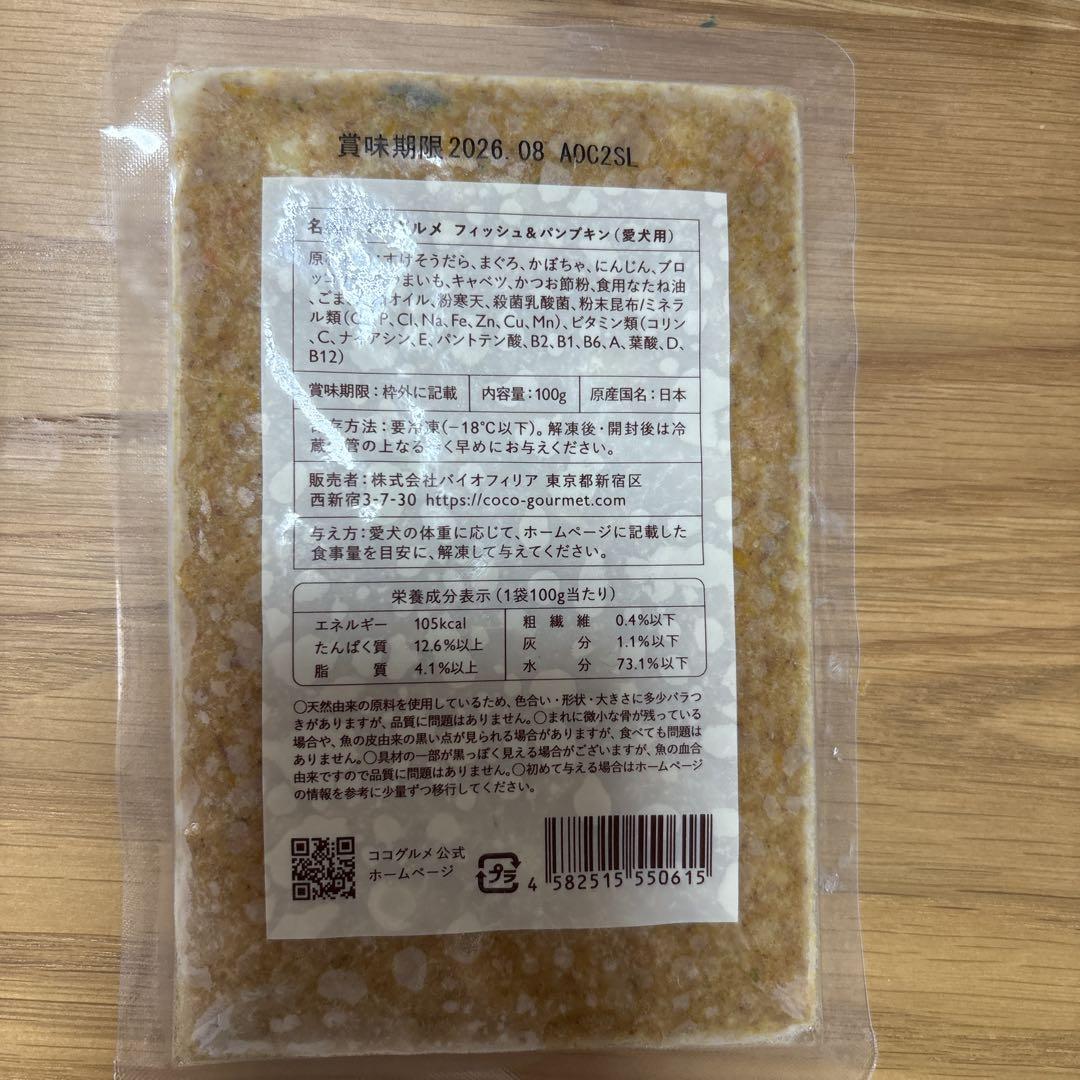 賞味期限2026.08 A0C2SL
名 グルメ フィッシュ&パンプキン(愛犬用)
原 すけそうだら、まぐろ、かぼちゃ、にんじん、ブロ
ッコ まいも、キャベツ、かつお節粉、食用なたね油
、ごま オイル、粉寒天、殺菌乳酸菌、粉末昆布/ミネラ
ル類(C 、P、Cl、Na、Fe、Zn、Cu、Mn)、ビタミン類(コリン
、C、ナイアシン、E、パントテン酸、B2、B1、B6、A、葉酸、D、
B12)
賞味期限:枠外に記載 内容量:100g 原産国名:日本
存方法:要冷凍(-18℃以下)。解凍後・開封後は冷
蔵 管の上なる く早めにお与えください。
販売者:株式会社バイオフィリア 東京都新宿区
西新宿3-7-30 https://coco-gourmet.com
与え方:愛犬の体重に応じて、ホームページに記載した
食事量を目安に、解凍して与えてください。
栄養成分表示(1袋100g当たり)
エネルギー 105kcal 粗繊維 0.4%以下
たんぱく質 12.6%以上 灰分 1.1%以下
脂質 4.1%以上 水分 73.1%以下
○天然由来の原料を使用しているため、色合い・形状・大きさに多少バラつ
きがありますが、品質に問題はありません。○まれに微小な骨が残っている
場合や、魚の皮由来の黒い点が見られる場合がありますが、食べても問題は
ありません。○具材の一部が黒っぽく見える場合がございますが、魚の血合
由来ですので品質に問題はありません。○初めて与える場合はホームページ
の情報を参考に少量ずつ移行してください。
ココグルメ公式
ホームページ
プラ
4 582515 550615